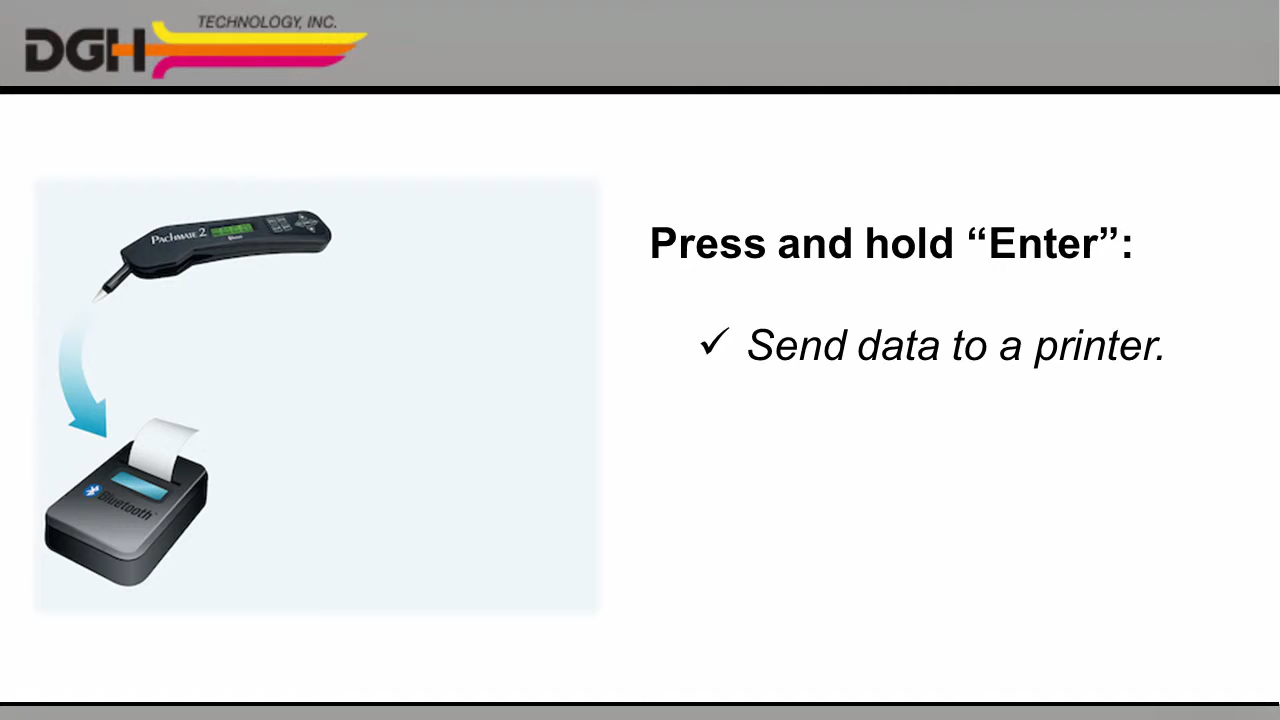 TECHNOLOGY, INC.
DGH
PACHMATE 2
Press and hold “Enter”:
✓ Send data to a printer.
Bluetooth